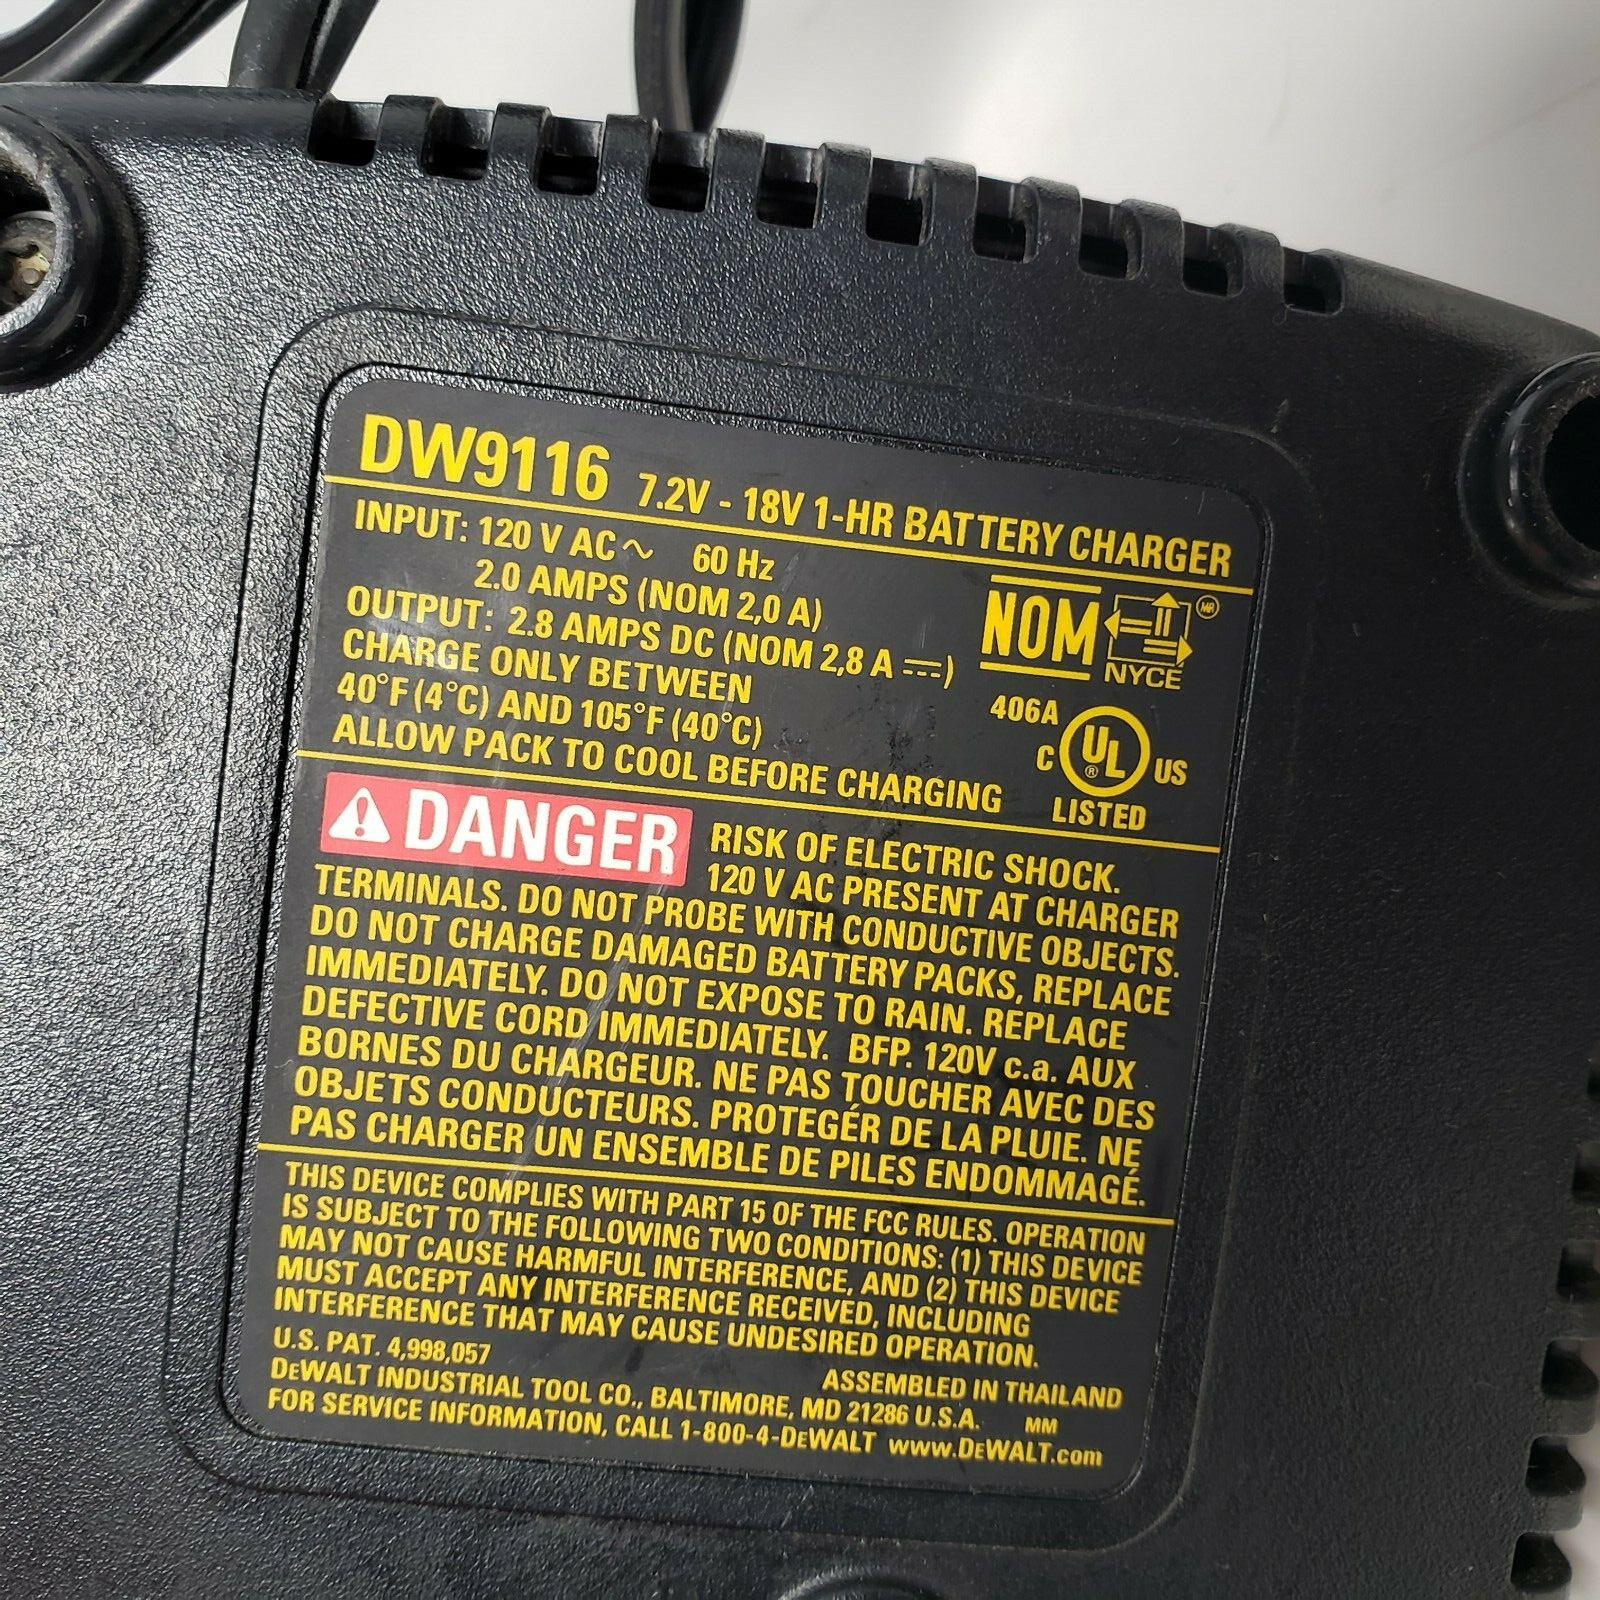 DW9116 7.2V - 18V 1-HR BATTERY CHARGER
INPUT: 120 V AC ~ 60 Hz
2.0 AMPS (NOM 2,0 A)
OUTPUT: 2.8 AMPS DC (NOM 2,8 A ⎓)
CHARGE ONLY BETWEEN
40°F (4°C) AND 105°F (40°C)
ALLOW PACK TO COOL BEFORE CHARGING
NOM NYCE MR
406A
C UL ® US
LISTED
DANGER RISK OF ELECTRIC SHOCK.
120 V AC PRESENT AT CHARGER
TERMINALS. DO NOT PROBE WITH CONDUCTIVE OBJECTS.
DO NOT CHARGE DAMAGED BATTERY PACKS, REPLACE
IMMEDIATELY. DO NOT EXPOSE TO RAIN. REPLACE
DEFECTIVE CORD IMMEDIATELY. BFP. 120V c.a. AUX
BORNES DU CHARGEUR. NE PAS TOUCHER AVEC DES
OBJETS CONDUCTEURS. PROTEGÉR DE LA PLUIE. NE
PAS CHARGER UN ENSEMBLE DE PILES ENDOMMAGÉ.
THIS DEVICE COMPLIES WITH PART 15 OF THE FCC RULES. OPERATION
IS SUBJECT TO THE FOLLOWING TWO CONDITIONS: (1) THIS DEVICE
MAY NOT CAUSE HARMFUL INTERFERENCE, AND (2) THIS DEVICE
MUST ACCEPT ANY INTERFERENCE RECEIVED, INCLUDING
INTERFERENCE THAT MAY CAUSE UNDESIRED OPERATION.
U.S. PAT. 4,998,057
ASSEMBLED IN THAILAND
DEWALT INDUSTRIAL TOOL CO., BALTIMORE, MD 21286 U.S.A. MM
FOR SERVICE INFORMATION, CALL 1-800-4-DEWALT www.DEWALT.com